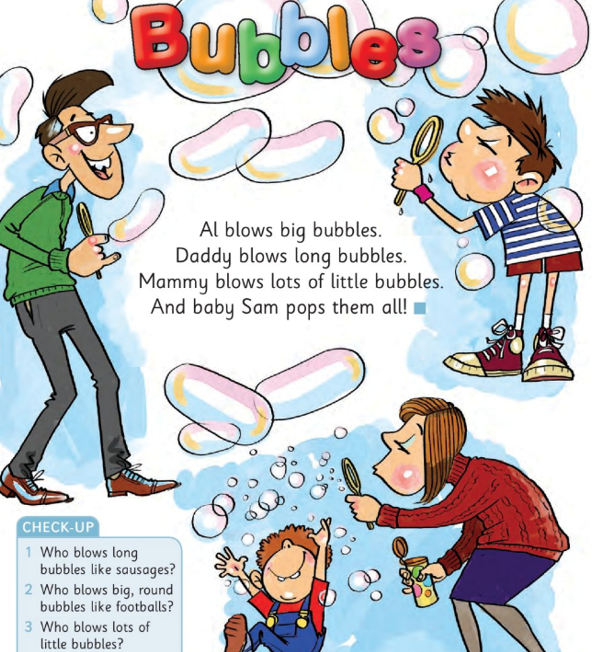 Bubbles
Al blows big bubbles.
Daddy blows long bubbles.
Mammy blows lots of little bubbles.
And baby Sam pops them all!
CHECK-UP
1 Who blows long
bubbles like sausages?
2 Who blows big, round
bubbles like footballs?
3 Who blows lots of
little bubbles?